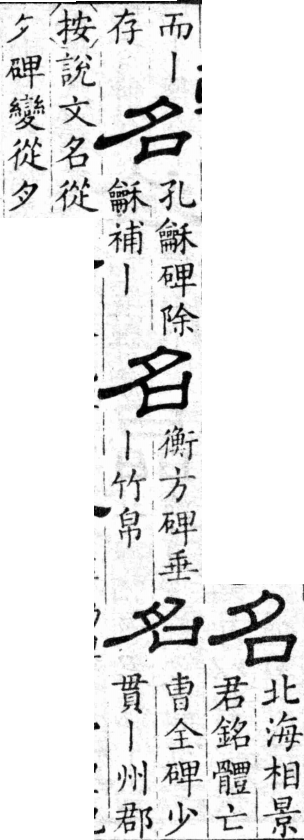 名
北海相景
君銘體亡
而丨
存
名
孔龢碑除
龢補丨
名
衡方碑垂
丨竹帛
名
曹全碑少
貫丨州郡
按說文名從
夕碑變從夕